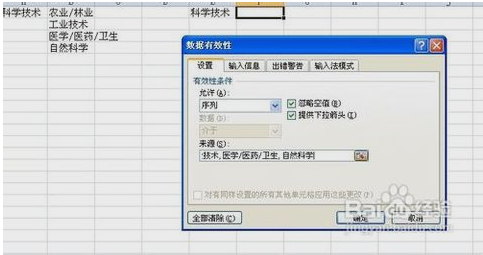 科学技术 农业/林业 科学技术
工业技术
医学/医药/卫生
自然科学
数据有效性
设置 输入信息 出错警告 输入法模式
有效性条件
允许(A):
序列 忽略空值(B)
数据(D): 提供下拉箭头(I)
介于
来源(S):
技术,医学/医药/卫生,自然科学
对有同样设置的所有其他单元格应用这些更改(P)
全部清除(C) 确定 取消
Baidu 经验